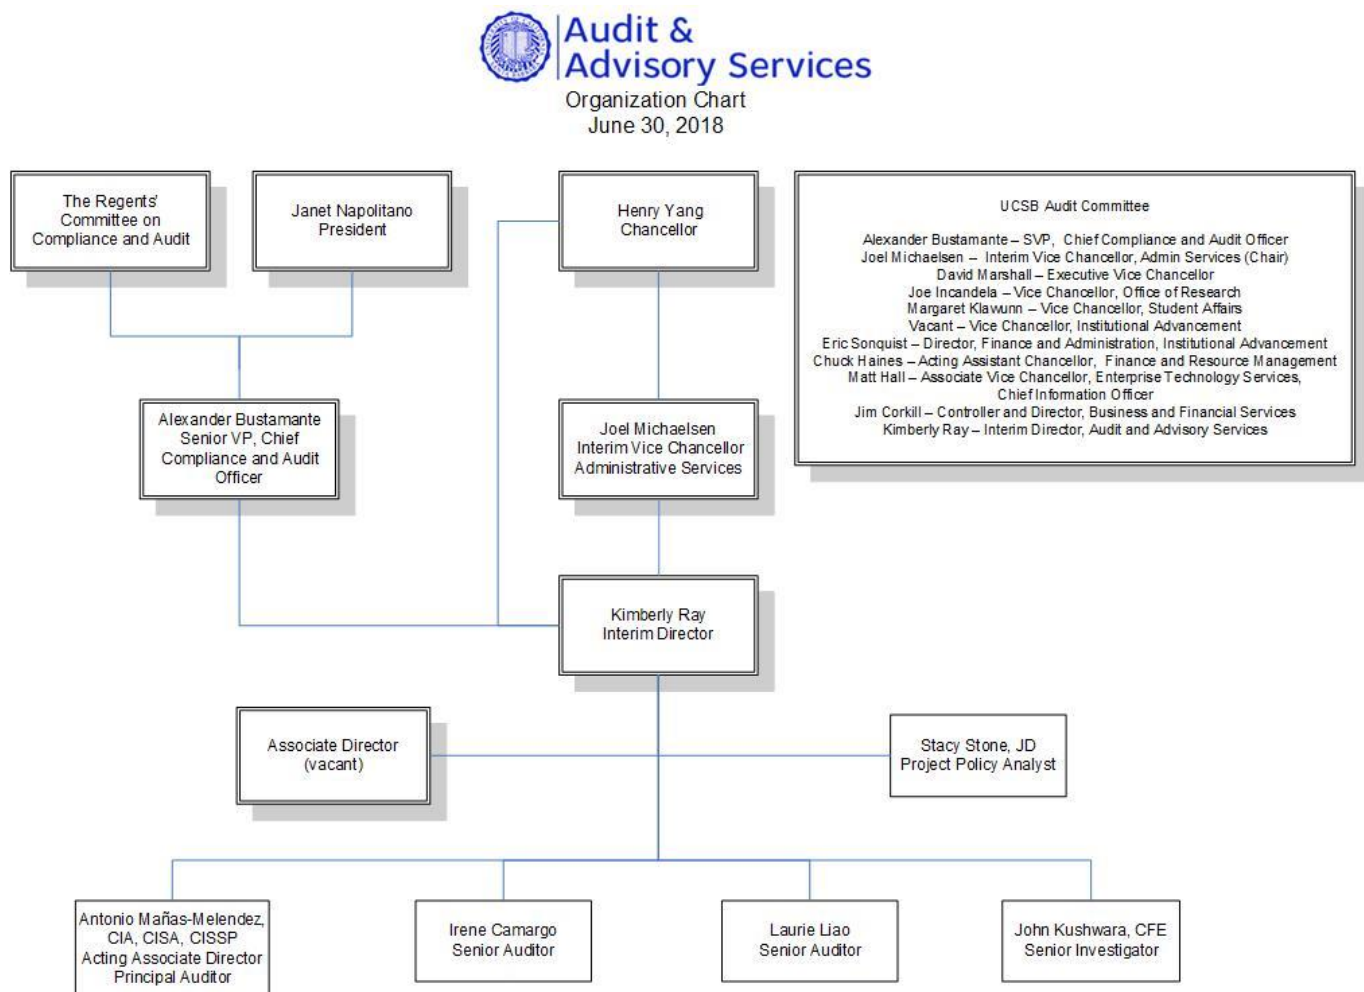 Audit &
Advisory Services
Organization Chart
June 30, 2018
The Regents'
Committee on
Compliance and Audit
Janet Napolitano
President
Henry Yang
Chancellor
UCSB Audit Committee
Alexander Bustamante – SVP, Chief Compliance and Audit Officer
Joel Michaelsen – Interim Vice Chancellor, Admin Services (Chair)
David Marshall – Executive Vice Chancellor
Joe Incandela – Vice Chancellor, Office of Research
Margaret Klawunn – Vice Chancellor, Student Affairs
Vacant – Vice Chancellor, Institutional Advancement
Eric Sonquist – Director, Finance and Administration, Institutional Advancement
Chuck Haines – Acting Assistant Chancellor, Finance and Resource Management
Matt Hall – Associate Vice Chancellor, Enterprise Technology Services,
Chief Information Officer
Jim Corkill – Controller and Director, Business and Financial Services
Kimberly Ray – Interim Director, Audit and Advisory Services
Alexander Bustamante
Senior VP, Chief
Compliance and Audit
Officer
Joel Michaelsen
Interim Vice Chancellor
Administrative Services
Kimberly Ray
Interim Director
Associate Director
(vacant)
Stacy Stone, JD
Project Policy Analyst
Antonio Mañas-Melendez,
CIA, CISA, CISSP
Acting Associate Director
Principal Auditor
Irene Camargo
Senior Auditor
Laurie Liao
Senior Auditor
John Kushwara, CFE
Senior Investigator